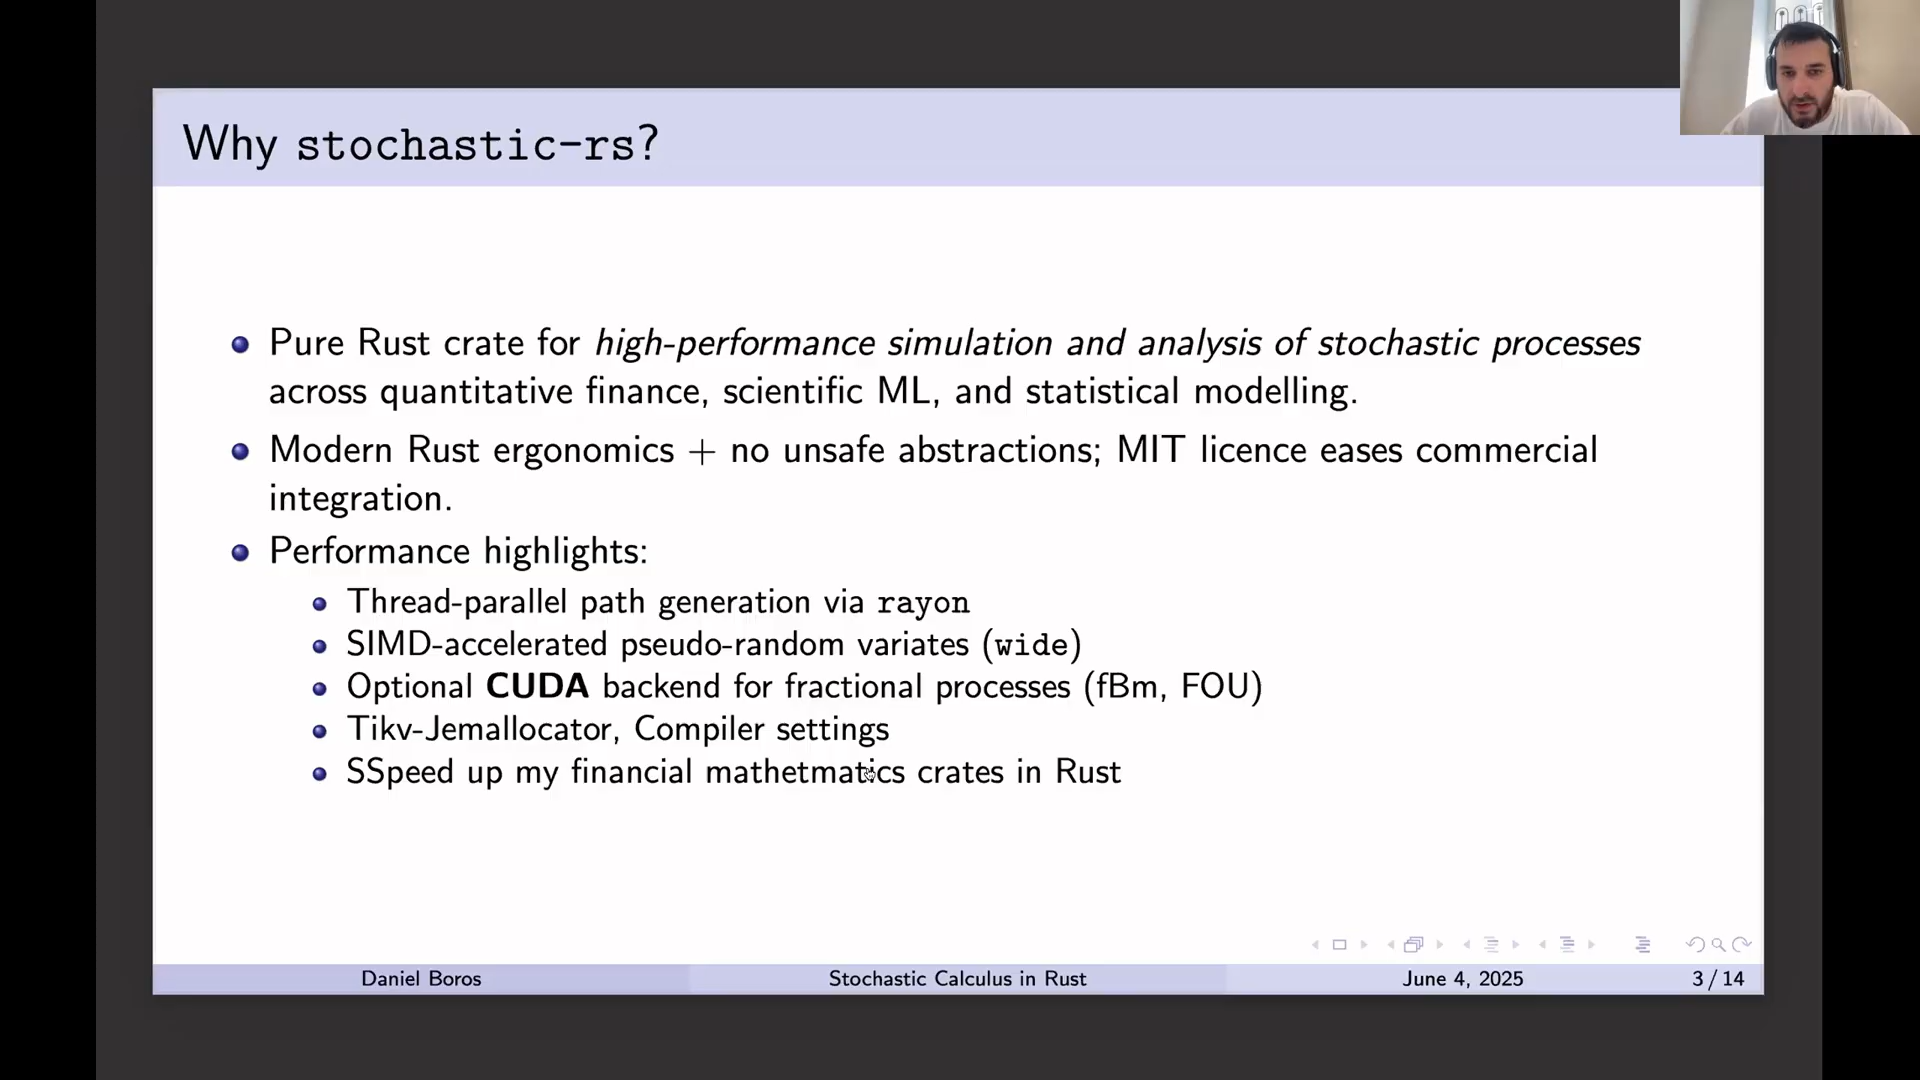 Why stochastic-rs?
Pure Rust crate for high-performance simulation and analysis of stochastic processes
across quantitative finance, scientific ML, and statistical modelling.
Modern Rust ergonomics + no unsafe abstractions; MIT licence eases commercial
integration.
Performance highlights:
Thread-parallel path generation via rayon
SIMD-accelerated pseudo-random variates (wide)
Optional CUDA backend for fractional processes (fBm, FOU)
Tikv-Jemallocator, Compiler settings
SSpeed up my financial mathetmatics crates in Rust
Daniel Boros
Stochastic Calculus in Rust
June 4, 2025
3 / 14